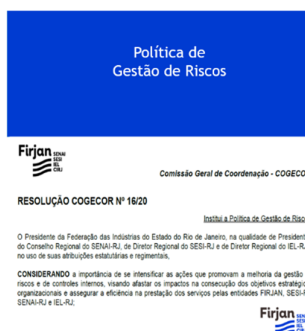 Política de
Gestão de Riscos
Firjan SENAI
SESI
IEL
CIRJ
Comissão Geral de Coordenação - COGECO
RESOLUÇÃO COGECOR Nº 16/20
Institui a Política de Gestão de Risco
O Presidente da Federação das Indústrias do Estado do Rio de Janeiro, na qualidade de Presidente
do Conselho Regional do SENAI-RJ, de Diretor Regional do SESI-RJ e de Diretor Regional do IEL-RJ
no uso de suas atribuições estatutárias e regimentais,
CONSIDERANDO a importância de se intensificar as ações que promovam a melhoria da gestão
riscos e de controles internos, visando afastar os impactos na consecução dos objetivos estratégic
organizacionais e assegurar a eficiência na prestação dos serviços pelas entidades FIRJAN, SESI-R
SENAI-RJ e IEL-RJ;
Firjan